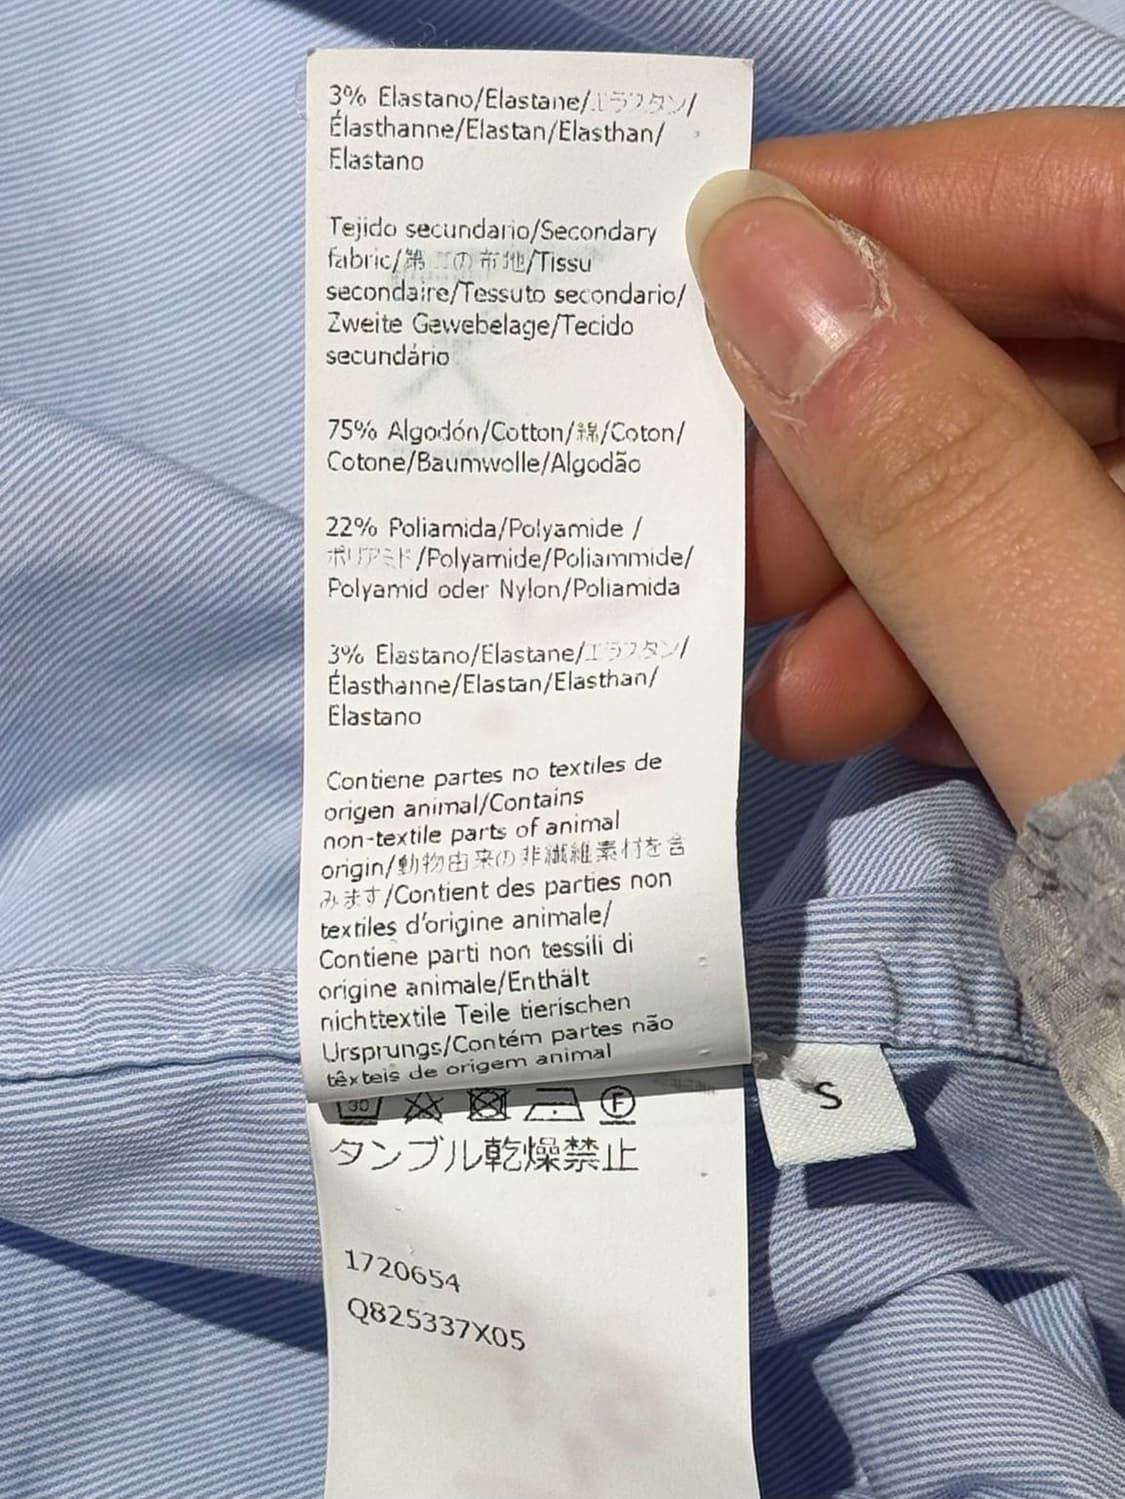 3% Elastano/Elastane/エラスタン/
Élasthanne/Elastan/Elasthan/
Elastano
Tejido secundario/Secondary
fabric/第二の布地/Tissu
secondaire/Tessuto secondario/
Zweite Gewebelage/Tecido
secundário
75% Algodón/Cotton/綿/Coton/
Cotone/Baumwolle/Algodão
22% Poliamida/Polyamide /
ポリアミド/Polyamide/Poliammide/
Polyamid oder Nylon/Poliamida
3% Elastano/Elastane/エラスタン/
Élasthanne/Elastan/Elasthan/
Elastano
Contiene partes no textiles de
origen animal/Contains
non-textile parts of animal
origin/動物由来の非繊維素材を含
みます/Contient des parties non
textiles d'origine animale/
Contiene parti non tessili di
origine animale/Enthält
nichttextile Teile tierischen
Ursprungs/Contém partes não
têxteis de origem animal
30 F
タンブル乾燥禁止
1720654
Q825337X05
S